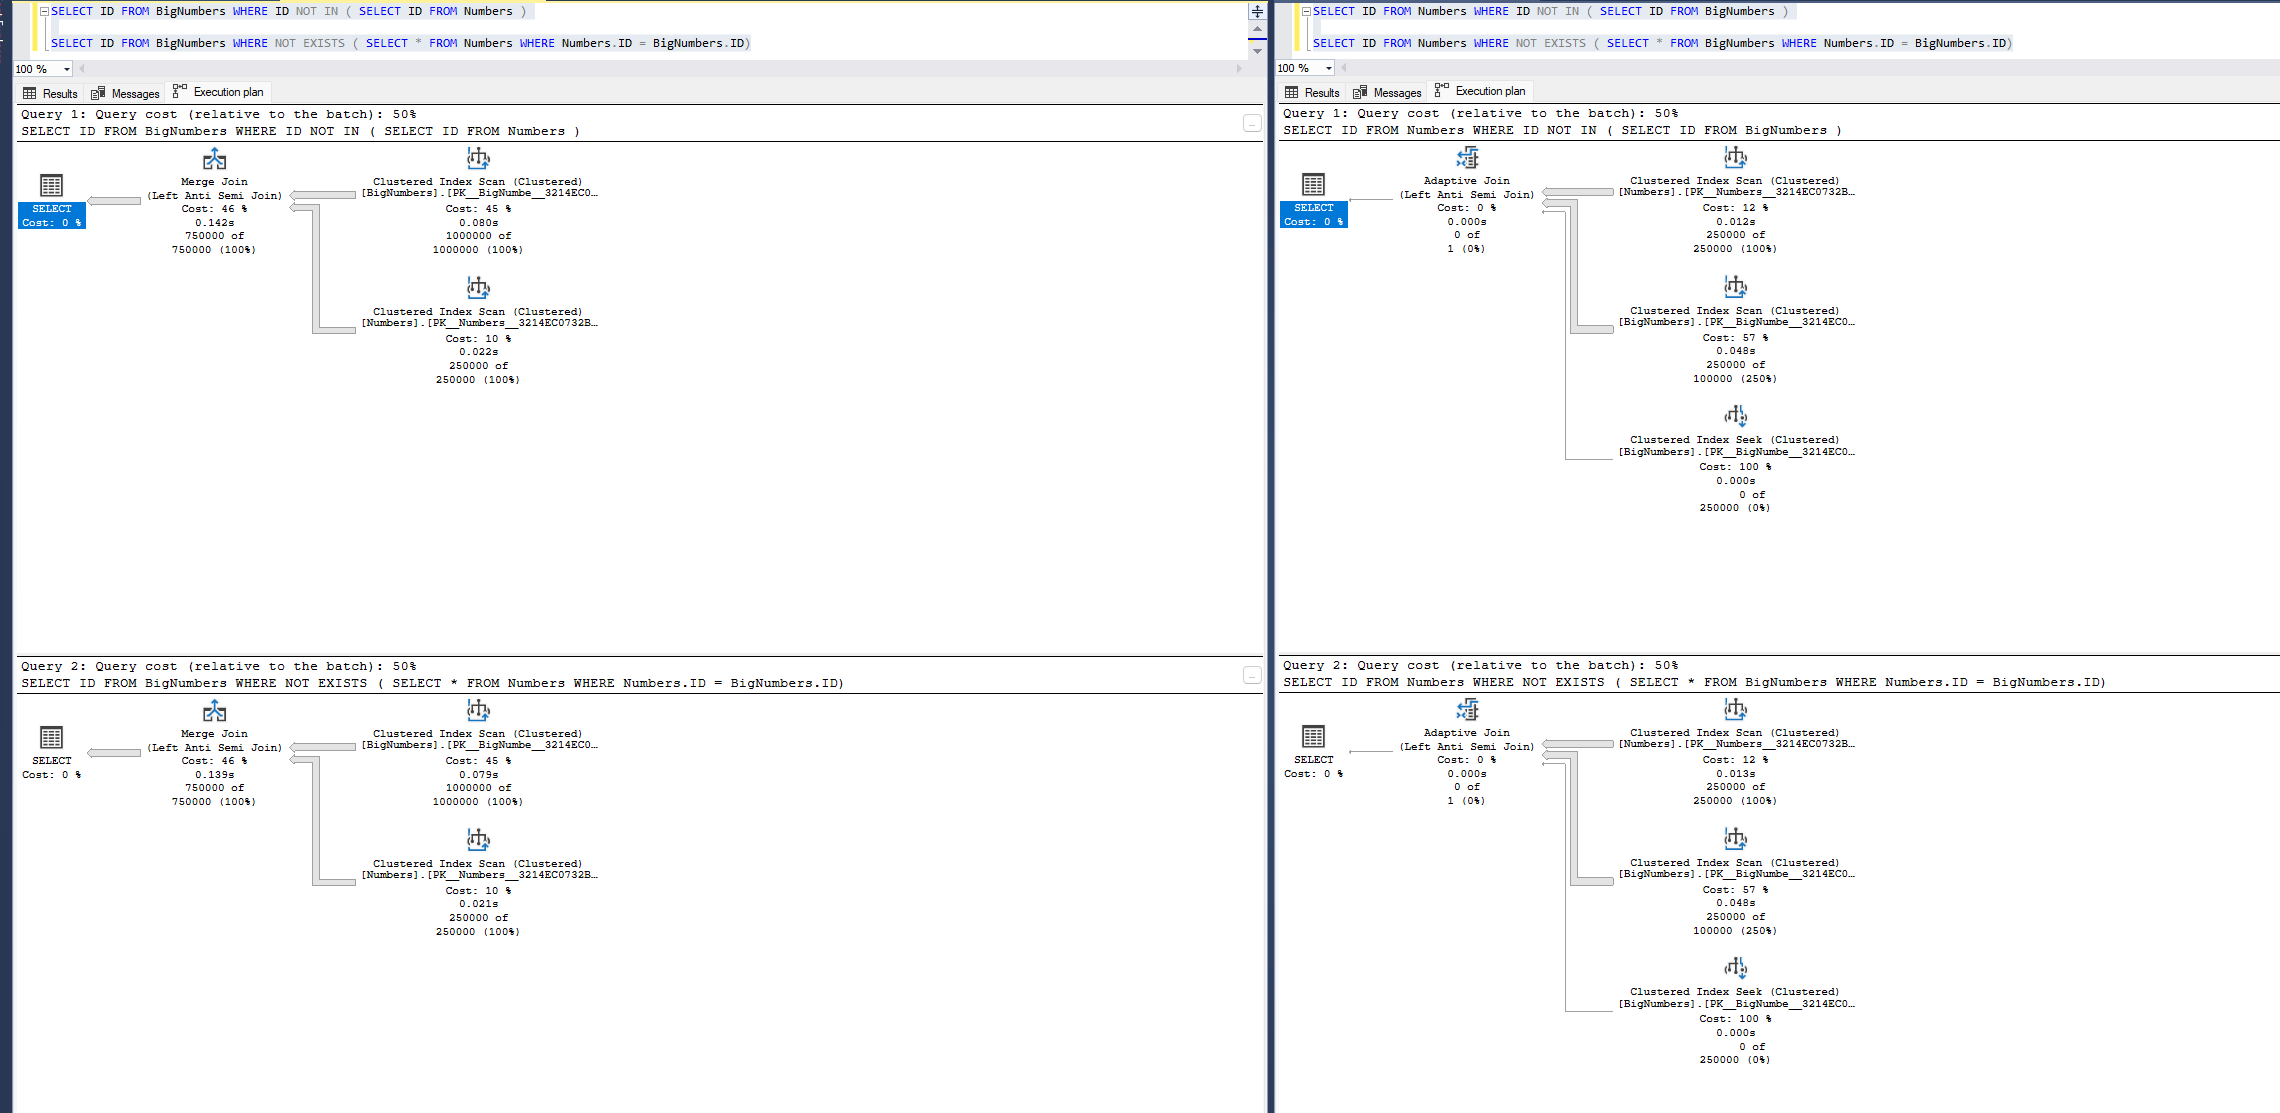 SELECT ID FROM BigNumbers WHERE ID NOT IN ( SELECT ID FROM Numbers )
SELECT ID FROM BigNumbers WHERE NOT EXISTS ( SELECT * FROM Numbers WHERE Numbers.ID = BigNumbers.ID)
100 %
Results Messages Execution plan
Query 1: Query cost (relative to the batch): 50%
SELECT ID FROM BigNumbers WHERE ID NOT IN ( SELECT ID FROM Numbers )
SELECT
Cost: 0 %
Merge Join
(Left Anti Semi Join)
Cost: 46 %
0.142s
750000 of
750000 (100%)
Clustered Index Scan (Clustered)
[BigNumbers].[PK__BigNumbe__3214EC0…
Cost: 45 %
0.080s
1000000 of
1000000 (100%)
Clustered Index Scan (Clustered)
[Numbers].[PK__Numbers__3214EC0732B…
Cost: 10 %
0.022s
250000 of
250000 (100%)
Query 2: Query cost (relative to the batch): 50%
SELECT ID FROM BigNumbers WHERE NOT EXISTS ( SELECT * FROM Numbers WHERE Numbers.ID = BigNumbers.ID)
SELECT
Cost: 0 %
Merge Join
(Left Anti Semi Join)
Cost: 46 %
0.139s
750000 of
750000 (100%)
Clustered Index Scan (Clustered)
[BigNumbers].[PK__BigNumbe__3214EC0…
Cost: 45 %
0.079s
1000000 of
1000000 (100%)
Clustered Index Scan (Clustered)
[Numbers].[PK__Numbers__3214EC0732B…
Cost: 10 %
0.021s
250000 of
250000 (100%)
SELECT ID FROM Numbers WHERE ID NOT IN ( SELECT ID FROM BigNumbers )
SELECT ID FROM Numbers WHERE NOT EXISTS ( SELECT * FROM BigNumbers WHERE Numbers.ID = BigNumbers.ID)
100 %
Results Messages Execution plan
Query 1: Query cost (relative to the batch): 50%
SELECT ID FROM Numbers WHERE ID NOT IN ( SELECT ID FROM BigNumbers )
SELECT
Cost: 0 %
Adaptive Join
(Left Anti Semi Join)
Cost: 0 %
0.000s
0 of
1 (0%)
Clustered Index Scan (Clustered)
[Numbers].[PK__Numbers__3214EC0732B…
Cost: 12 %
0.012s
250000 of
250000 (100%)
Clustered Index Scan (Clustered)
[BigNumbers].[PK__BigNumbe__3214EC0…
Cost: 57 %
0.048s
250000 of
100000 (250%)
Clustered Index Seek (Clustered)
[BigNumbers].[PK__BigNumbe__3214EC0…
Cost: 100 %
0.000s
0 of
250000 (0%)
Query 2: Query cost (relative to the batch): 50%
SELECT ID FROM Numbers WHERE NOT EXISTS ( SELECT * FROM BigNumbers WHERE Numbers.ID = BigNumbers.ID)
SELECT
Cost: 0 %
Adaptive Join
(Left Anti Semi Join)
Cost: 0 %
0.000s
0 of
1 (0%)
Clustered Index Scan (Clustered)
[Numbers].[PK__Numbers__3214EC0732B…
Cost: 12 %
0.013s
250000 of
250000 (100%)
Clustered Index Scan (Clustered)
[BigNumbers].[PK__BigNumbe__3214EC0…
Cost: 57 %
0.048s
250000 of
100000 (250%)
Clustered Index Seek (Clustered)
[BigNumbers].[PK__BigNumbe__3214EC0…
Cost: 100 %
0.000s
0 of
250000 (0%)